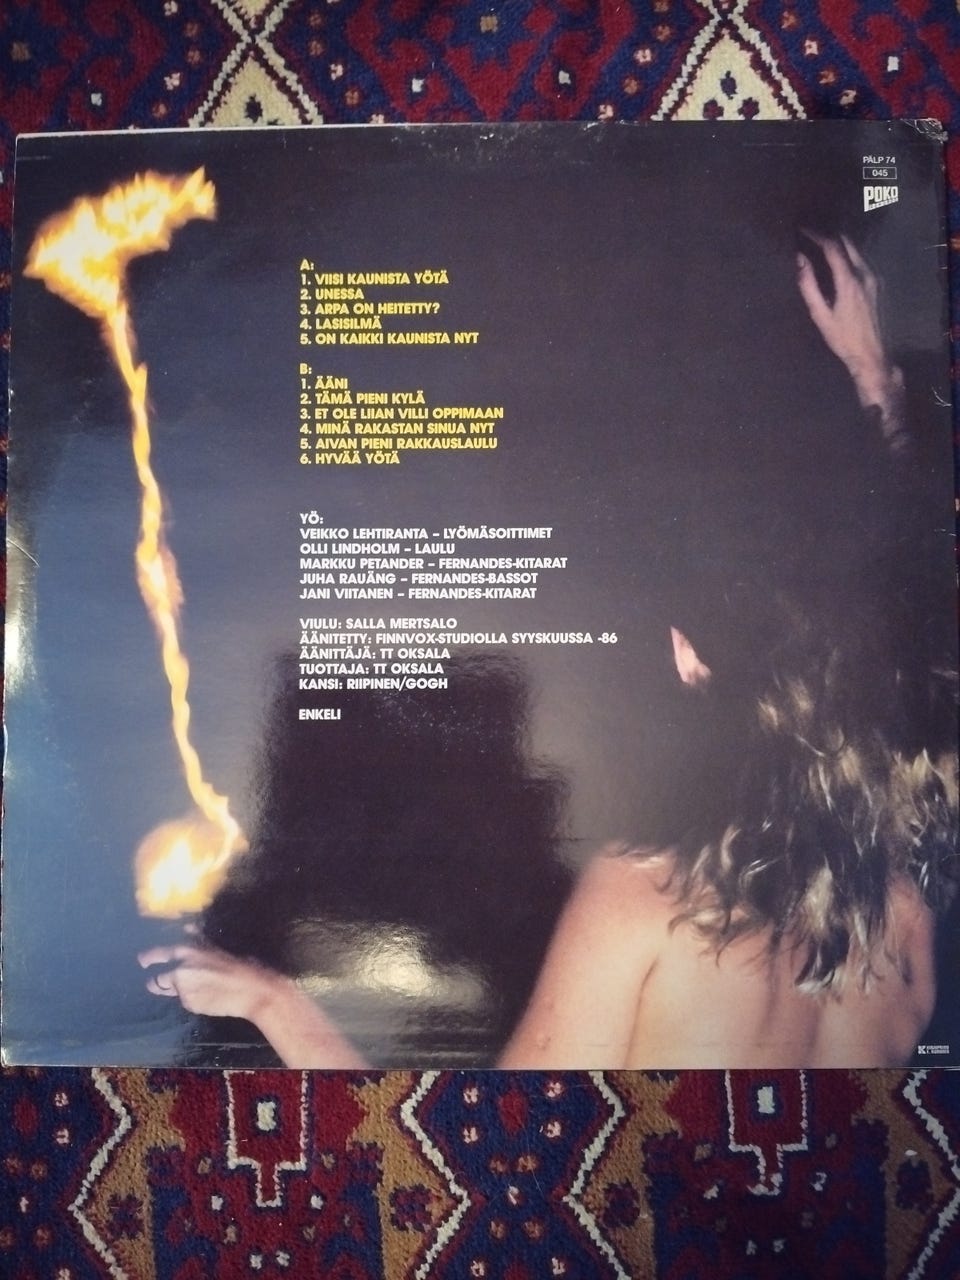 PÄLP 74
045
POKO
A:
1. VIISI KAUNISTA YÖTÄ
2. UNESSA
3. ARPA ON HEITETTY?
4. LASISILMÄ
5. ON KAIKKI KAUNISTA NYT
B:
1. ÄÄNI
2. TÄMÄ PIENI KYLÄ
3. ET OLE LIIAN VILLI OPPIMAAN
4. MINÄ RAKASTAN SINUA NYT
5. AIVAN PIENI RAKKAUSLAULU
6. HYVÄÄ YÖTÄ
YÖ:
VEIKKO LEHTIRANTA – LYÖMÄSOITTIMET
OLLI LINDHOLM – LAULU
MARKKU PETANDER – FERNANDES-KITARAT
JUHA RAUÄNG – FERNANDES-BASSOT
JANI VIITANEN – FERNANDES-KITARAT
VIULU: SALLA MERTSALO
ÄÄNITETTY: FINNVOX-STUDIOLLA SYYSKUUSSA -86
ÄÄNITTÄJÄ: TT OKSALA
TUOTTAJA: TT OKSALA
KANSI: RIIPINEN/GOGH
ENKELI